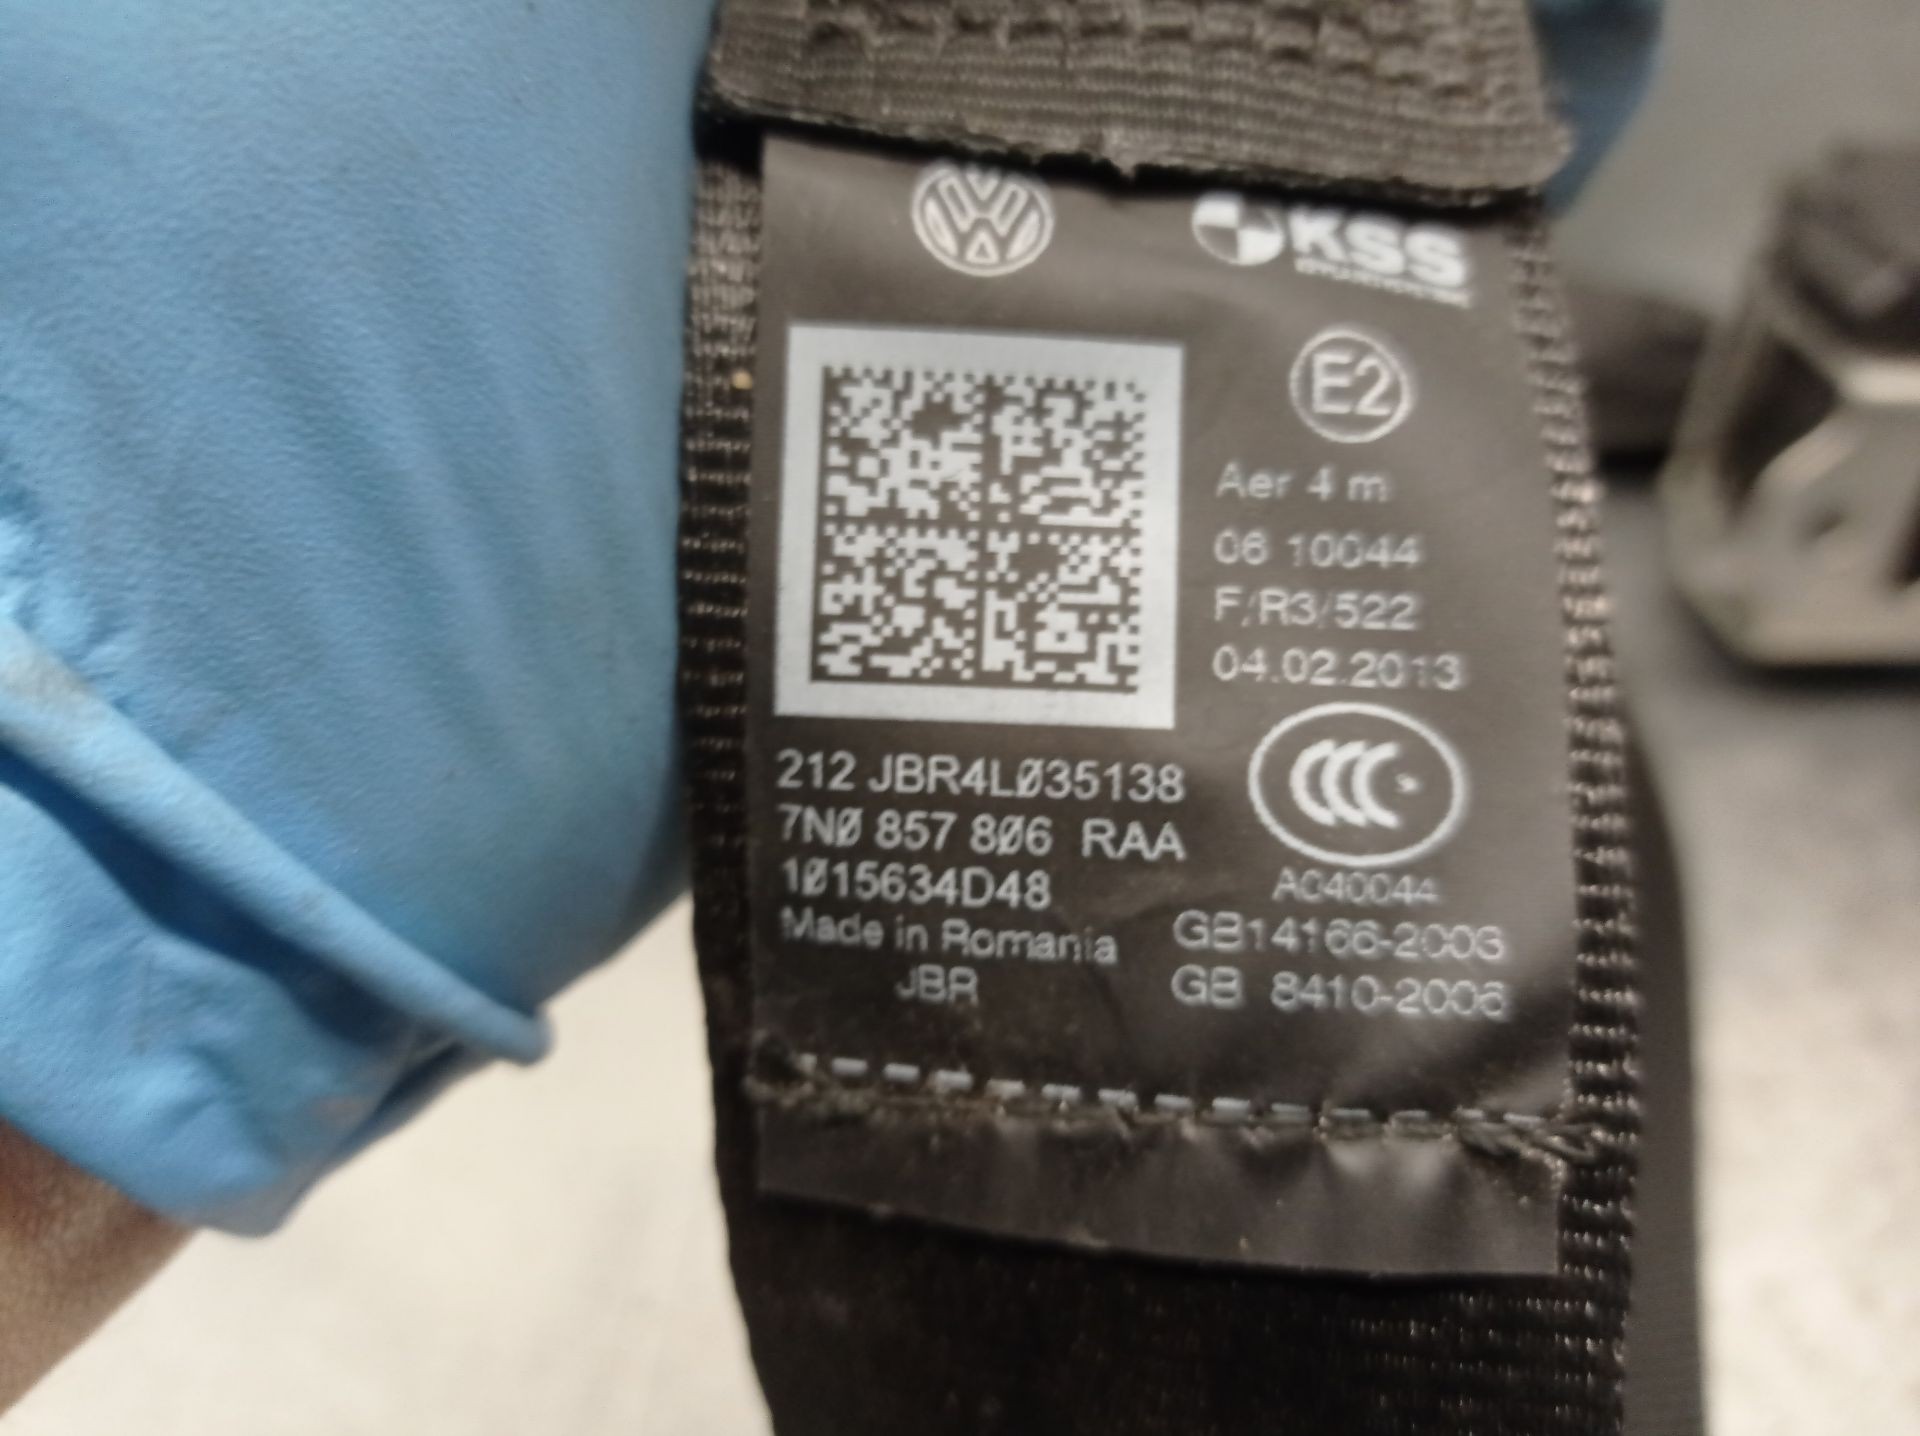 KSS
E2
Aer 4 m
06 10044
F/R3/522
04.02.2013
212 JBR4LØ35138
7NØ 857 8Ø6 RAA
1Ø15634D48
Made in Romania
JBR
CCC
A040044
GB14166-2003
GB 8410-2006